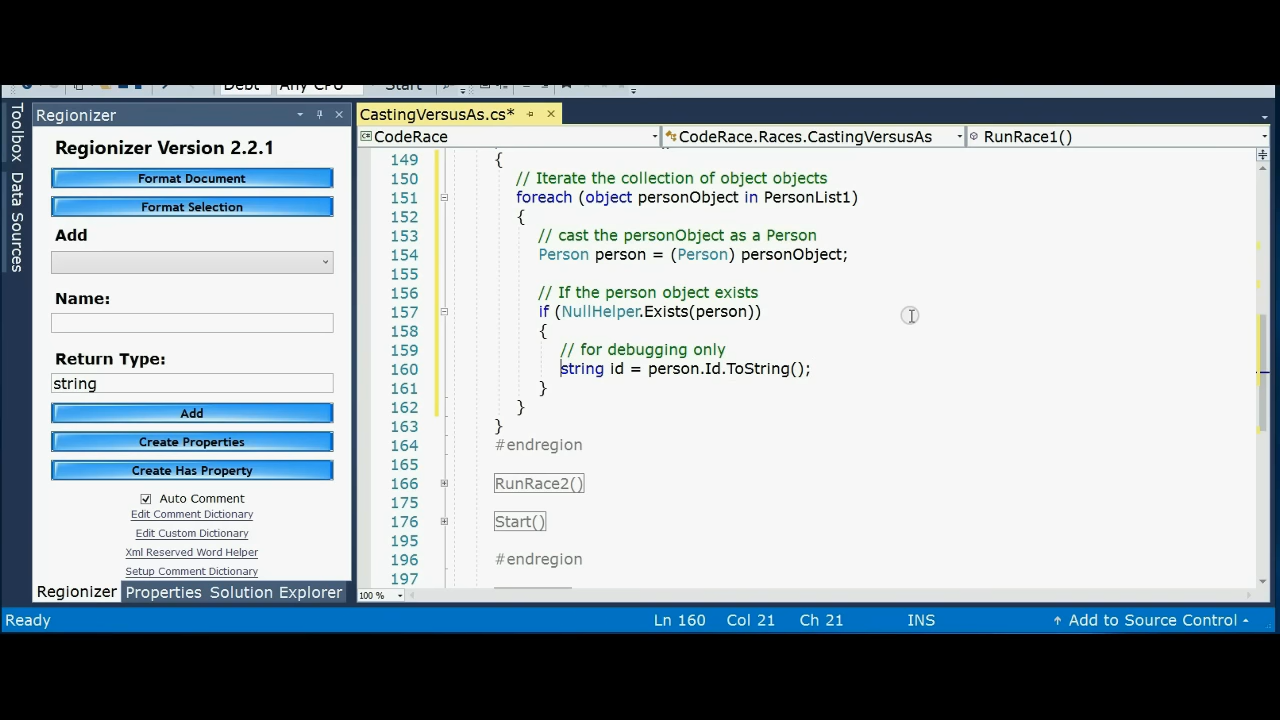 Debt Any CPU Start
Toolbox
Data Sources
Regionizer
Regionizer Version 2.2.1
Format Document
Format Selection
Add
Name:
Return Type:
string
Add
Create Properties
Create Has Property
Auto Comment
Edit Comment Dictionary
Edit Custom Dictionary
Xml Reserved Word Helper
Setup Comment Dictionary
Regionizer Properties Solution Explorer
CastingVersusAs.cs*
CodeRace CodeRace.Races.CastingVersusAs RunRace1()
149 {
150 // Iterate the collection of object objects
151 foreach (object personObject in PersonList1)
152 {
153 // cast the personObject as a Person
154 Person person = (Person) personObject;
155
156 // If the person object exists
157 if (NullHelper.Exists(person))
158 {
159 // for debugging only
160 string id = person.Id.ToString();
161 }
162 }
163 }
164 #endregion
165
166 RunRace2()
175
176 Start()
195
196 #endregion
197
100 %
Ready Ln 160 Col 21 Ch 21 INS Add to Source Control